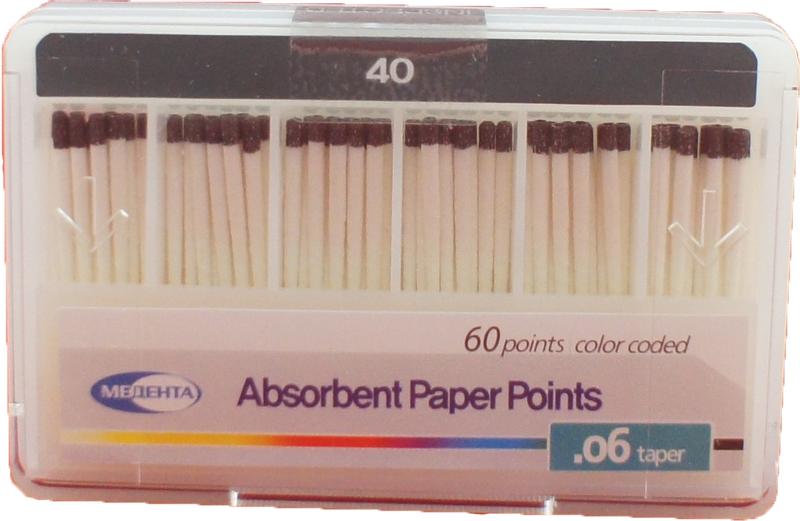 40
60 points color coded
МЕДЕНТА
Absorbent Paper Points
.06 taper